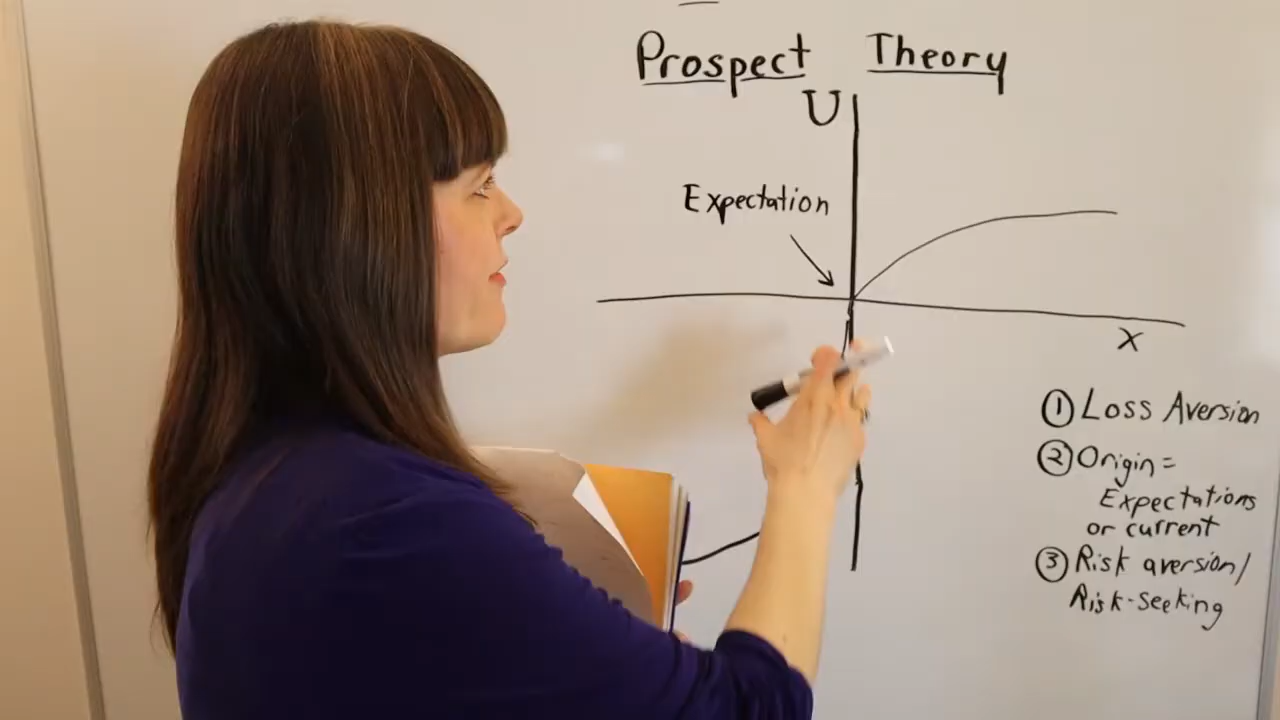 Prospect Theory
U
Expectation
x
① Loss Aversion
② Origin =
Expectations
or current
③ Risk aversion/
Risk-seeking